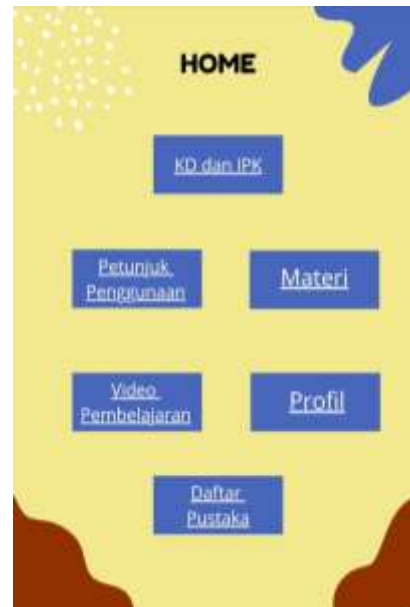 HOME
KD dan IPK
Petunjuk
Penggunaan
Materi
Video
Pembelajaran
Profil
Daftar
Pustaka